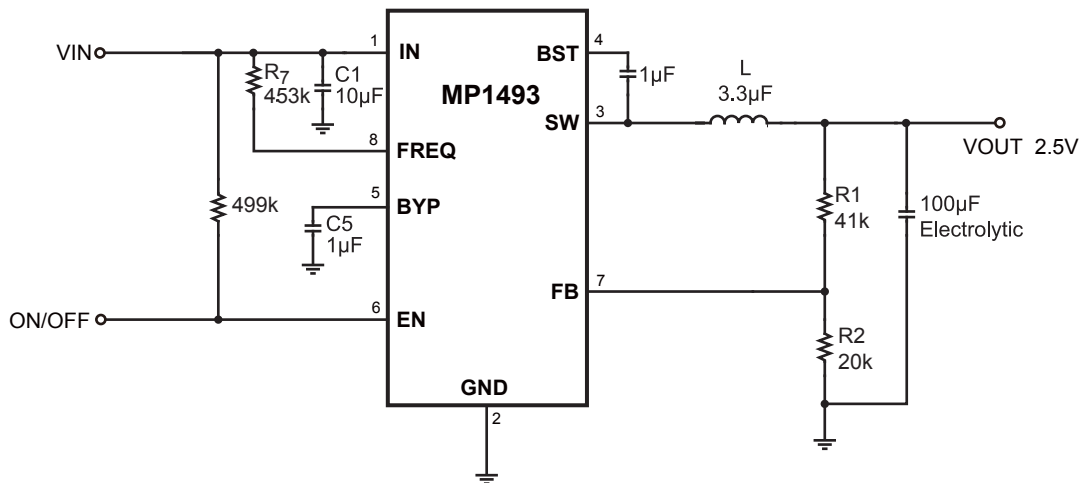 VIN
R7
453k
C1
10µF
1
IN
MP1493
BST
4
1µF
L
3.3µF
SW
3
VOUT 2.5V
8
FREQ
499k
5
BYP
C5
1µF
R1
41k
100µF
Electrolytic
FB
7
ON/OFF
6
EN
R2
20k
GND
2